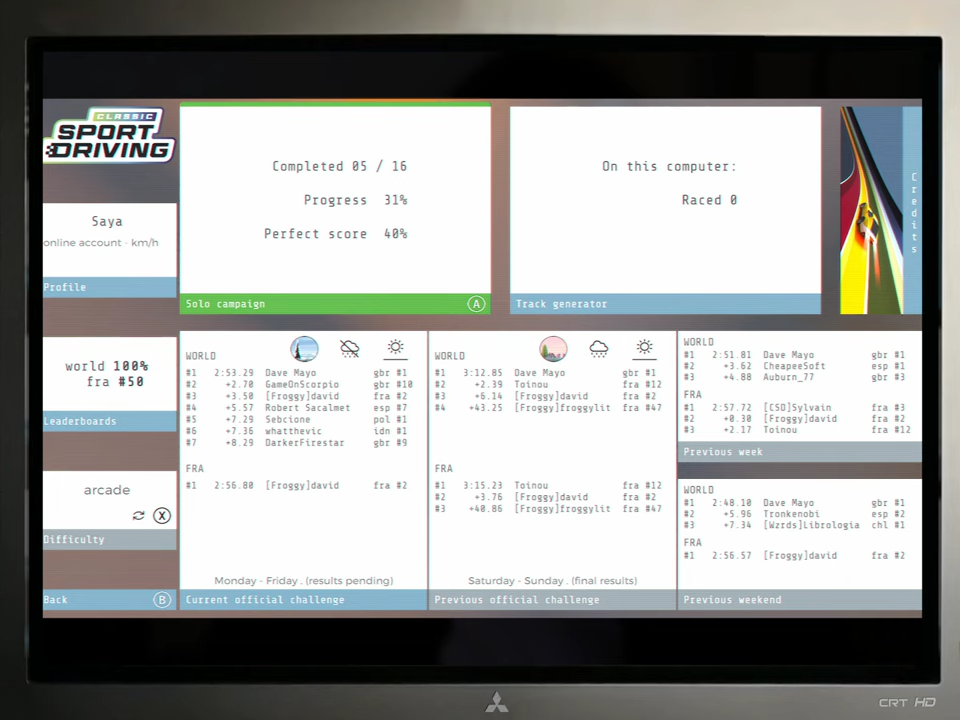 CLASSIC
SPORT
DRIVING
Saya
online account - km/h
Profile
world 100%
fra #50
Leaderboards
arcade
X
Difficulty
Back B
Completed 05 / 16
Progress 31%
Perfect score 40%
Solo campaign A
On this computer:
Raced 0
Track generator
Credits
WORLD
#1 2:53.29 Dave Mayo gbr #1
#2 +2.70 GameOnScorpio gbr #10
#3 +3.50 [Froggy]david fra #2
#4 +5.57 Robert Sacalmet esp #7
#5 +7.29 Sebcione pol #1
#6 +7.36 whatthevic idn #1
#7 +8.29 DarkerFirestar gbr #9
FRA
#1 2:56.80 [Froggy]david fra #2
Monday - Friday . (results pending)
Current official challenge
WORLD
#1 3:12.85 Dave Mayo gbr #1
#2 +2.39 Toinou fra #12
#3 +6.14 [Froggy]david fra #2
#4 +43.25 [Froggy]froggylit fra #47
FRA
#1 3:15.23 Toinou fra #12
#2 +3.76 [Froggy]david fra #2
#3 +40.86 [Froggy]froggylit fra #47
Saturday - Sunday . (final results)
Previous official challenge
WORLD
#1 2:51.81 Dave Mayo gbr #1
#2 +3.62 CheapeeSoft esp #1
#3 +4.88 Auburn_77 gbr #3
FRA
#1 2:57.72 [CSD]Sylvain fra #3
#2 +0.30 [Froggy]david fra #2
#3 +2.17 Toinou fra #12
Previous week
WORLD
#1 2:48.10 Dave Mayo gbr #1
#2 +5.96 Tronkenobi esp #2
#3 +7.34 [Wzrds]Librologia chl #1
FRA
#1 2:56.57 [Froggy]david fra #2
Previous weekend
CRT HD